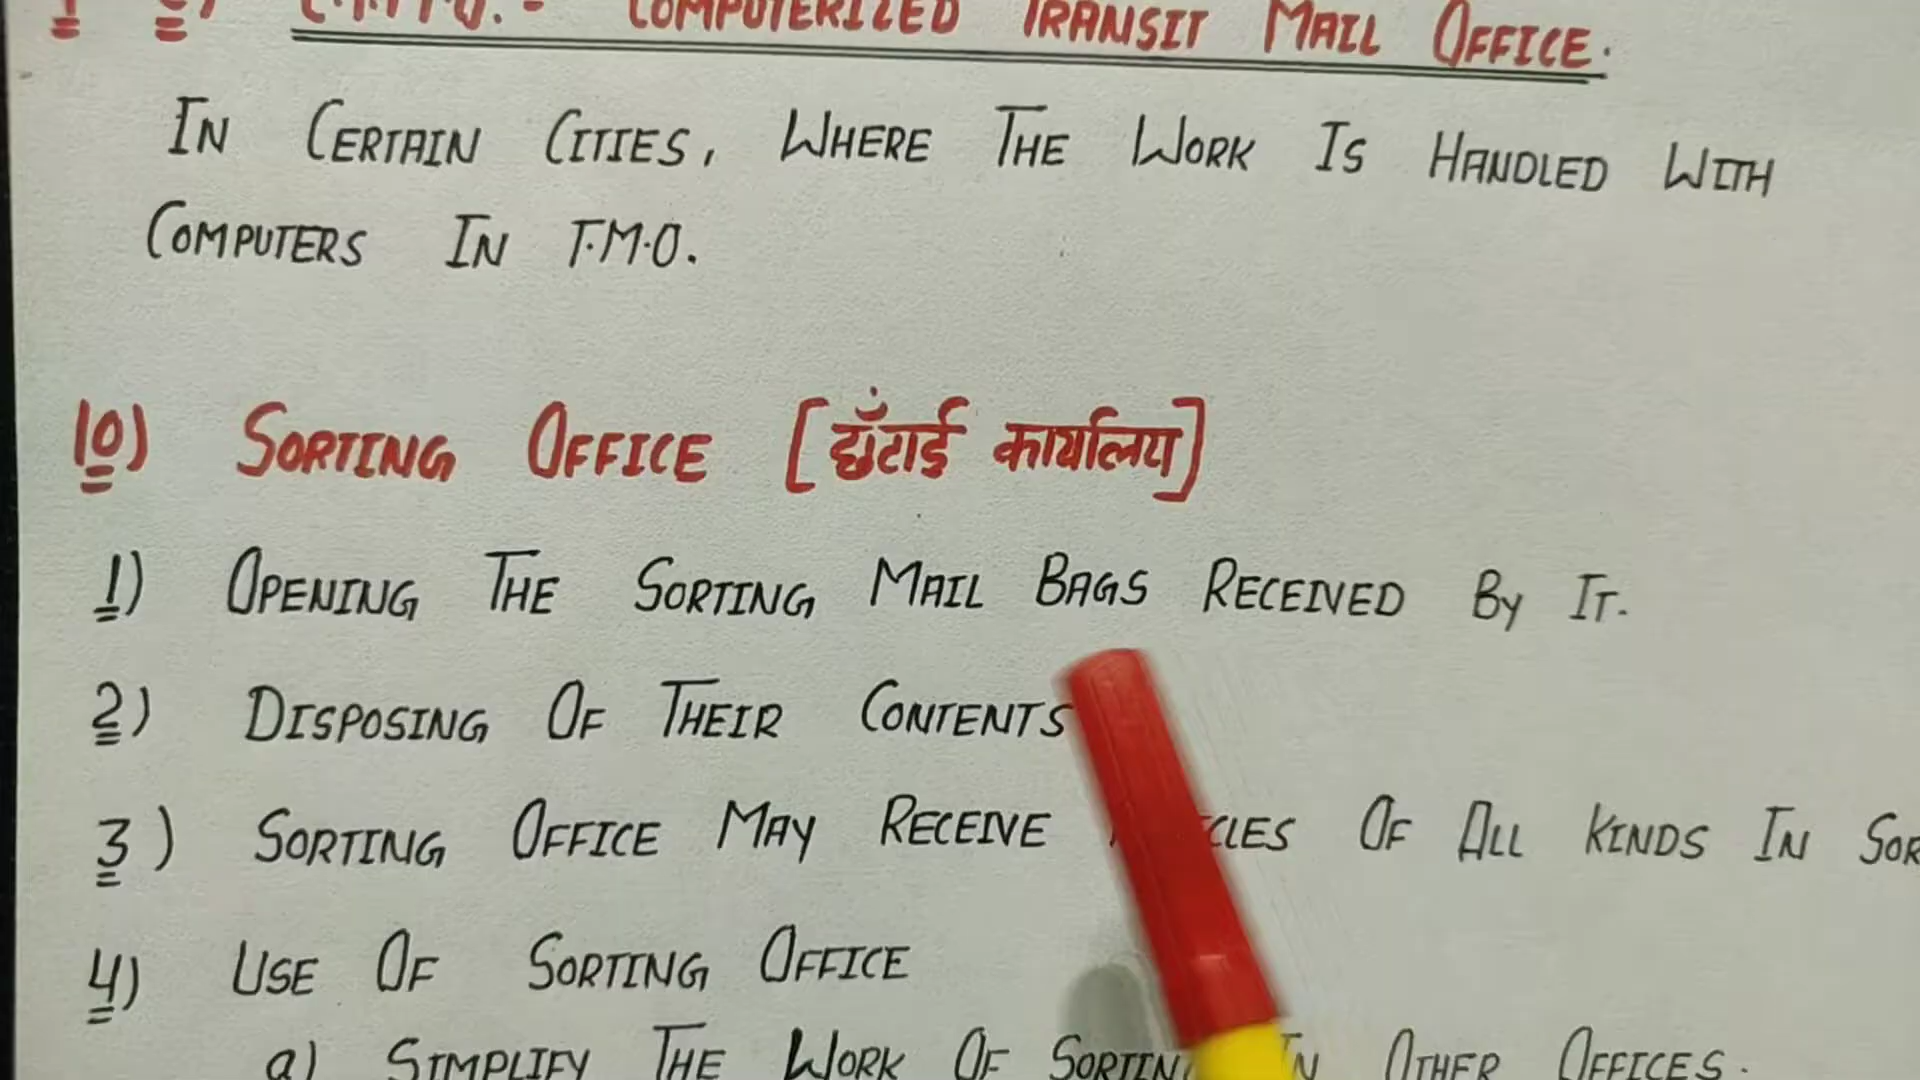 COMPUTERIZED TRANSIT MAIL OFFICE.
IN CERTAIN CITIES, WHERE THE WORK IS HANDLED WITH
COMPUTERS IN T.M.O.
10) SORTING OFFICE [छँटाई कार्यालय]
1) OPENING THE SORTING MAIL BAGS RECEIVED BY IT.
2) DISPOSING OF THEIR CONTENTS
3) SORTING OFFICE MAY RECEIVE OF ALL KINDS IN
4) USE OF SORTING OFFICE
a) SIMPLIFY THE WORK OF OTHER OFFICES.